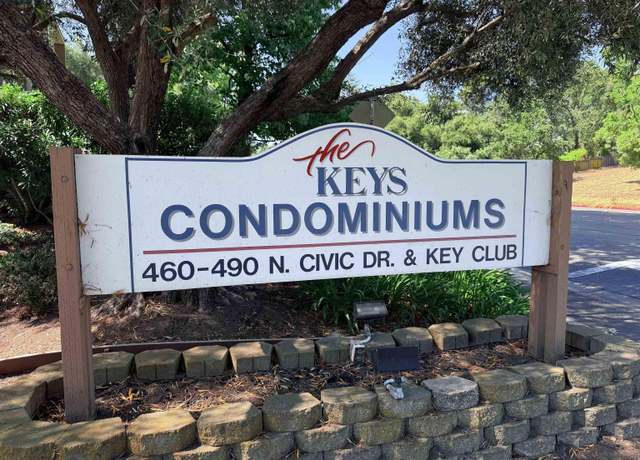 the
KEYS
CONDOMINIUMS
460-490 N. CIVIC DR. & KEY CLUB